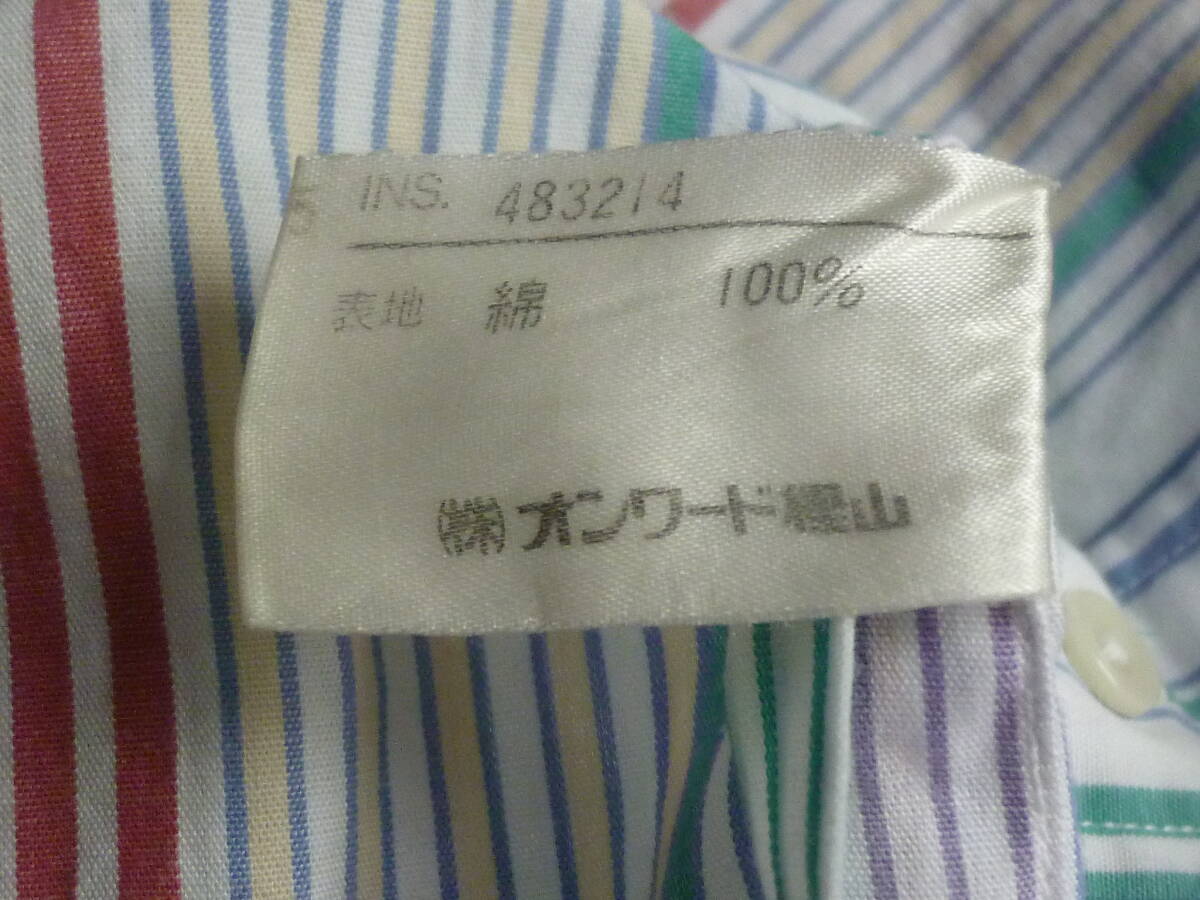 INS. 483214
表地 綿 100%
㈱オンワード樫山